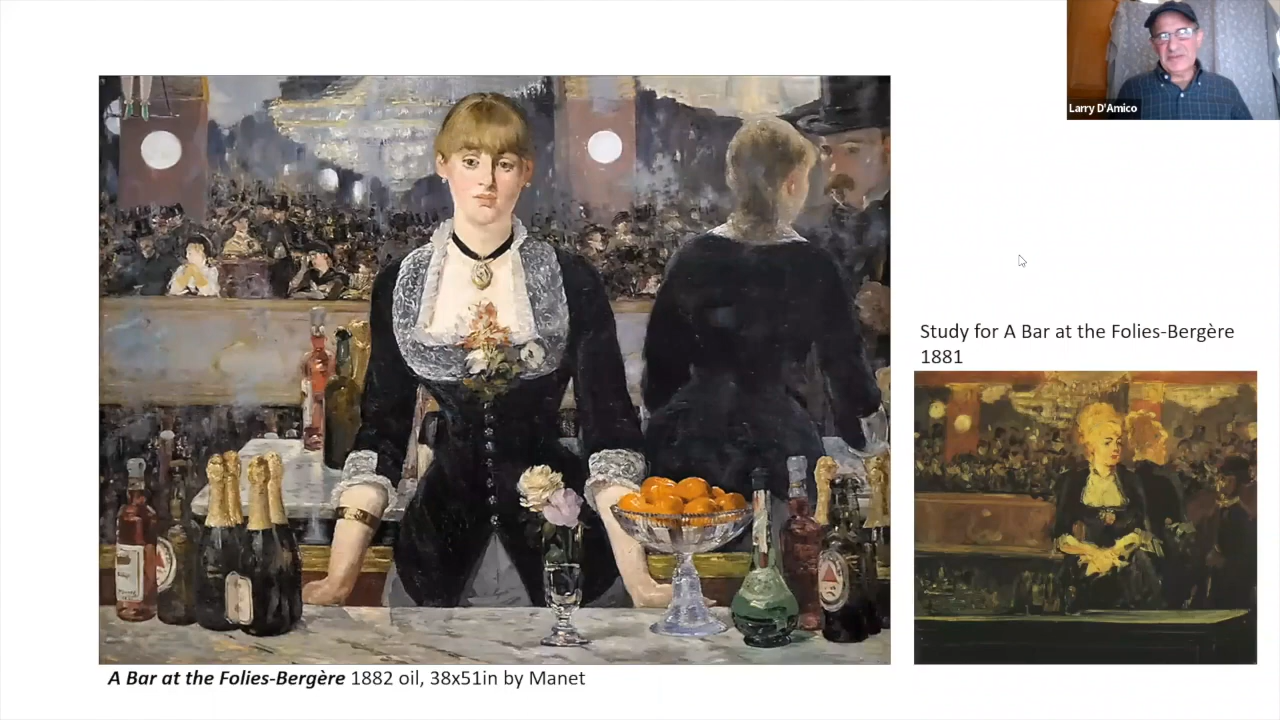 Larry D'Amico
Study for A Bar at the Folies-Bergère
1881
A Bar at the Folies-Bergère 1882 oil, 38x51in by Manet